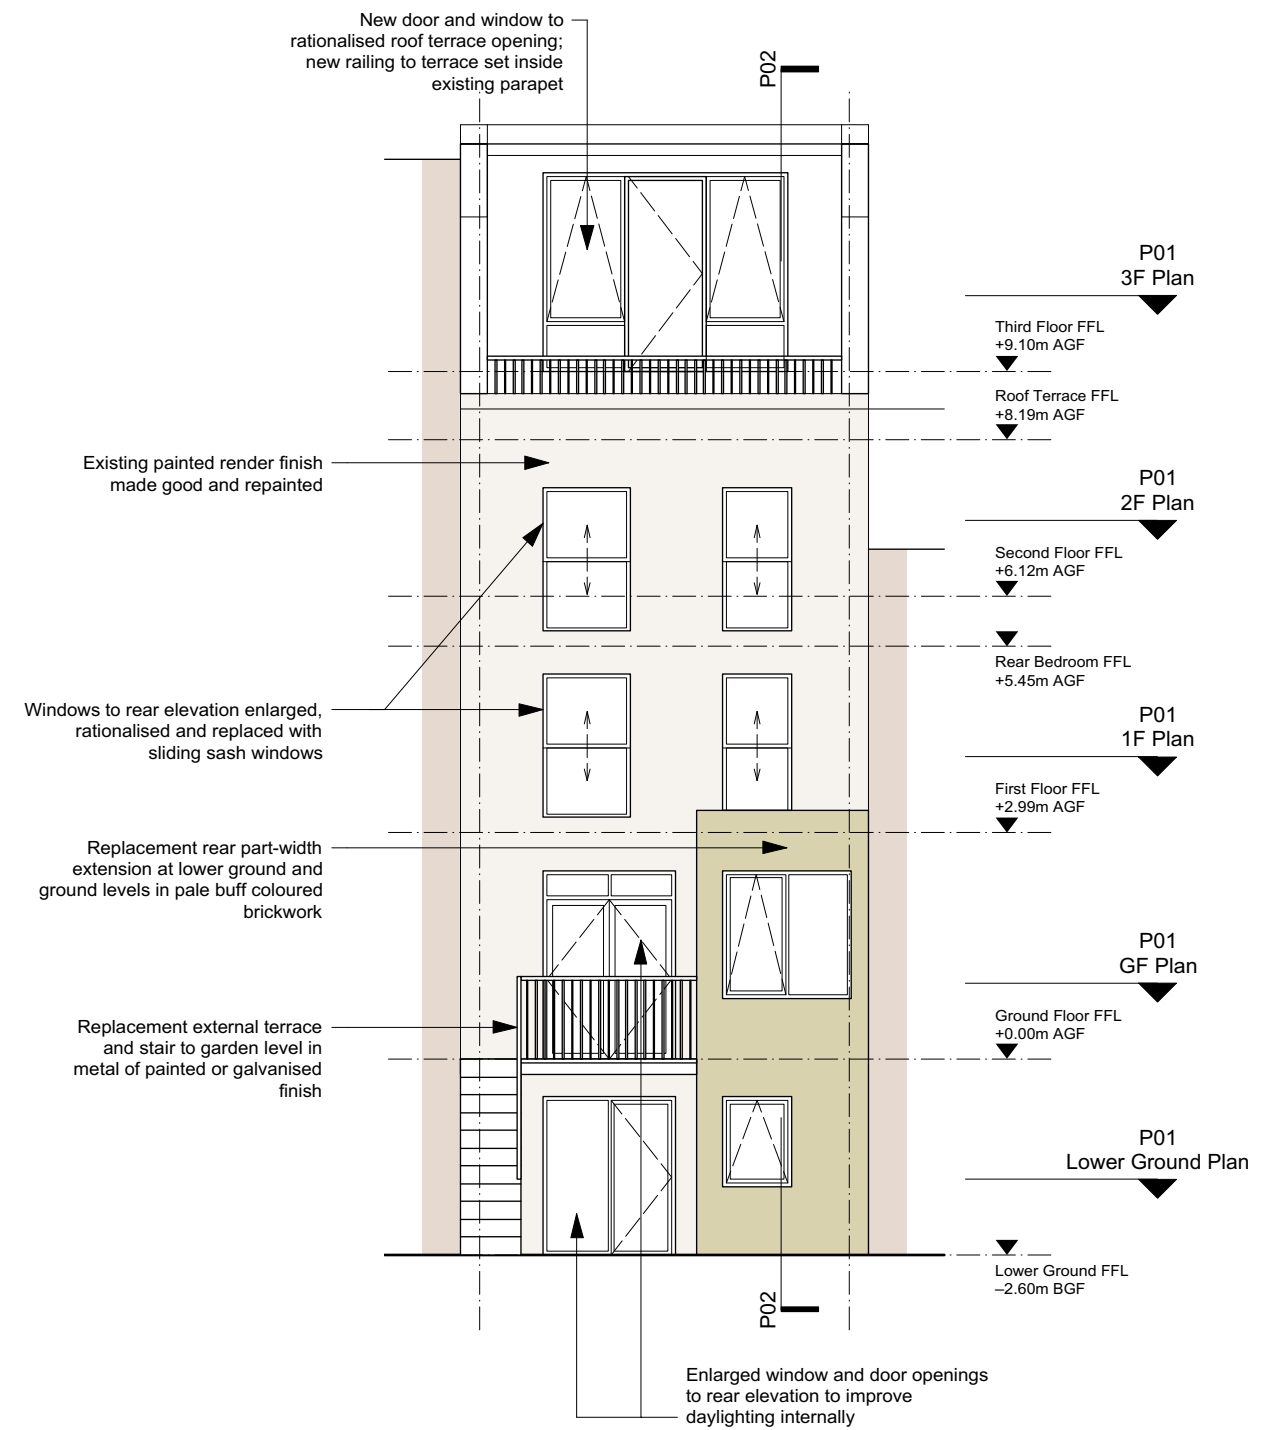 New door and window to
rationalised roof terrace opening;
new railing to terrace set inside
existing parapet
P02
P01
3F Plan
Third Floor FFL
+9.10m AGF
Roof Terrace FFL
+8.19m AGF
Existing painted render finish
made good and repainted
P01
2F Plan
Second Floor FFL
+6.12m AGF
Rear Bedroom FFL
+5.45m AGF
Windows to rear elevation enlarged,
rationalised and replaced with
sliding sash windows
P01
1F Plan
First Floor FFL
+2.99m AGF
Replacement rear part-width
extension at lower ground and
ground levels in pale buff coloured
brickwork
P01
GF Plan
Ground Floor FFL
+0.00m AGF
Replacement external terrace
and stair to garden level in
metal of painted or galvanised
finish
P01
Lower Ground Plan
Lower Ground FFL
–2.60m BGF
P02
Enlarged window and door openings
to rear elevation to improve
daylighting internally